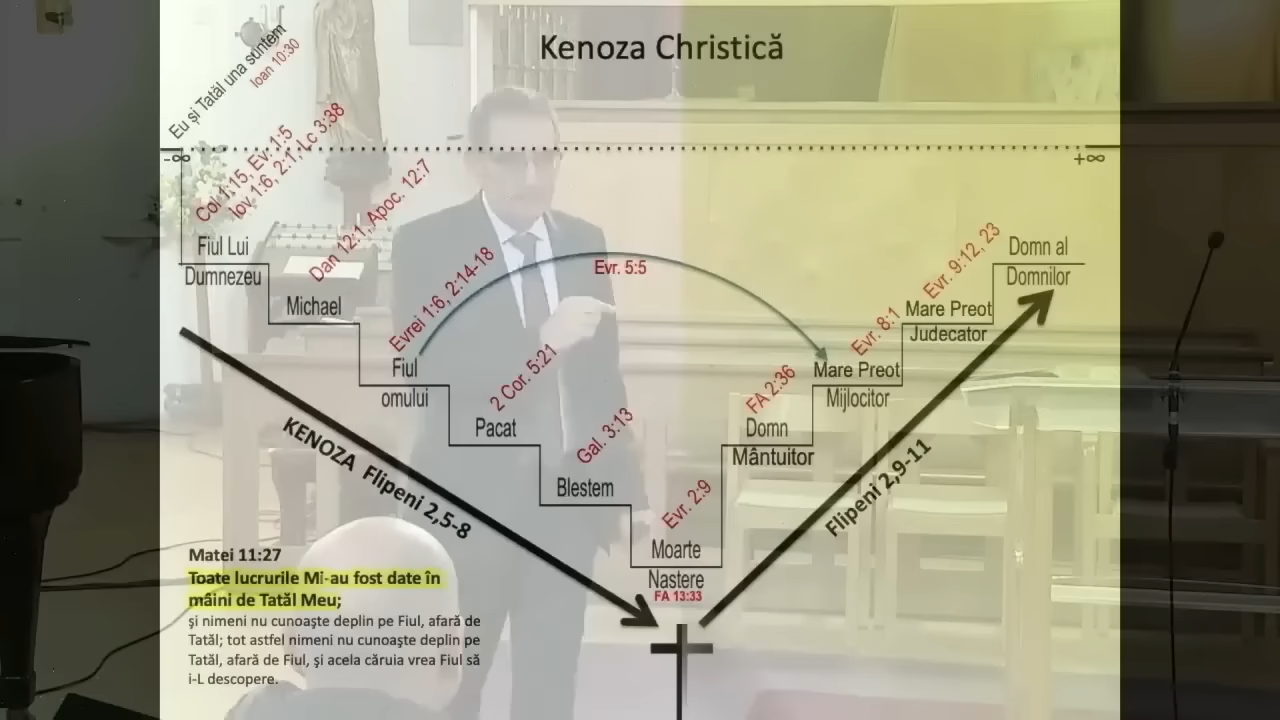 Kenoza Christică
Eu și Tatăl una suntem
Ioan 10:30
-∞
+∞
Col 1:15, Ev. 1:5
Iov 1:6, 2:1, Lc 3:38
Fiul Lui
Dumnezeu
Dan 12:1, Apoc. 12:7
Michael
Evrei 1:6, 2:14-18
Fiul
omului
2 Cor. 5:21
Pacat
Gal. 3:13
Blestem
Evr. 2:9
Moarte
Nastere
FA 13:33
Evr. 5:5
FA 2:36
Domn
Mântuitor
Evr. 8:1
Mare Preot
Mijlocitor
Evr. 9:12, 23
Mare Preot
Judecator
Domn al
Domnilor
KENOZA Flipeni 2,5-8
Flipeni 2,9-11
Matei 11:27
Toate lucrurile Mi-au fost date în
mâini de Tatăl Meu;
şi nimeni nu cunoaşte deplin pe Fiul, afară de
Tatăl; tot astfel nimeni nu cunoaşte deplin pe
Tatăl, afară de Fiul, şi acela căruia vrea Fiul să
i-L descopere.